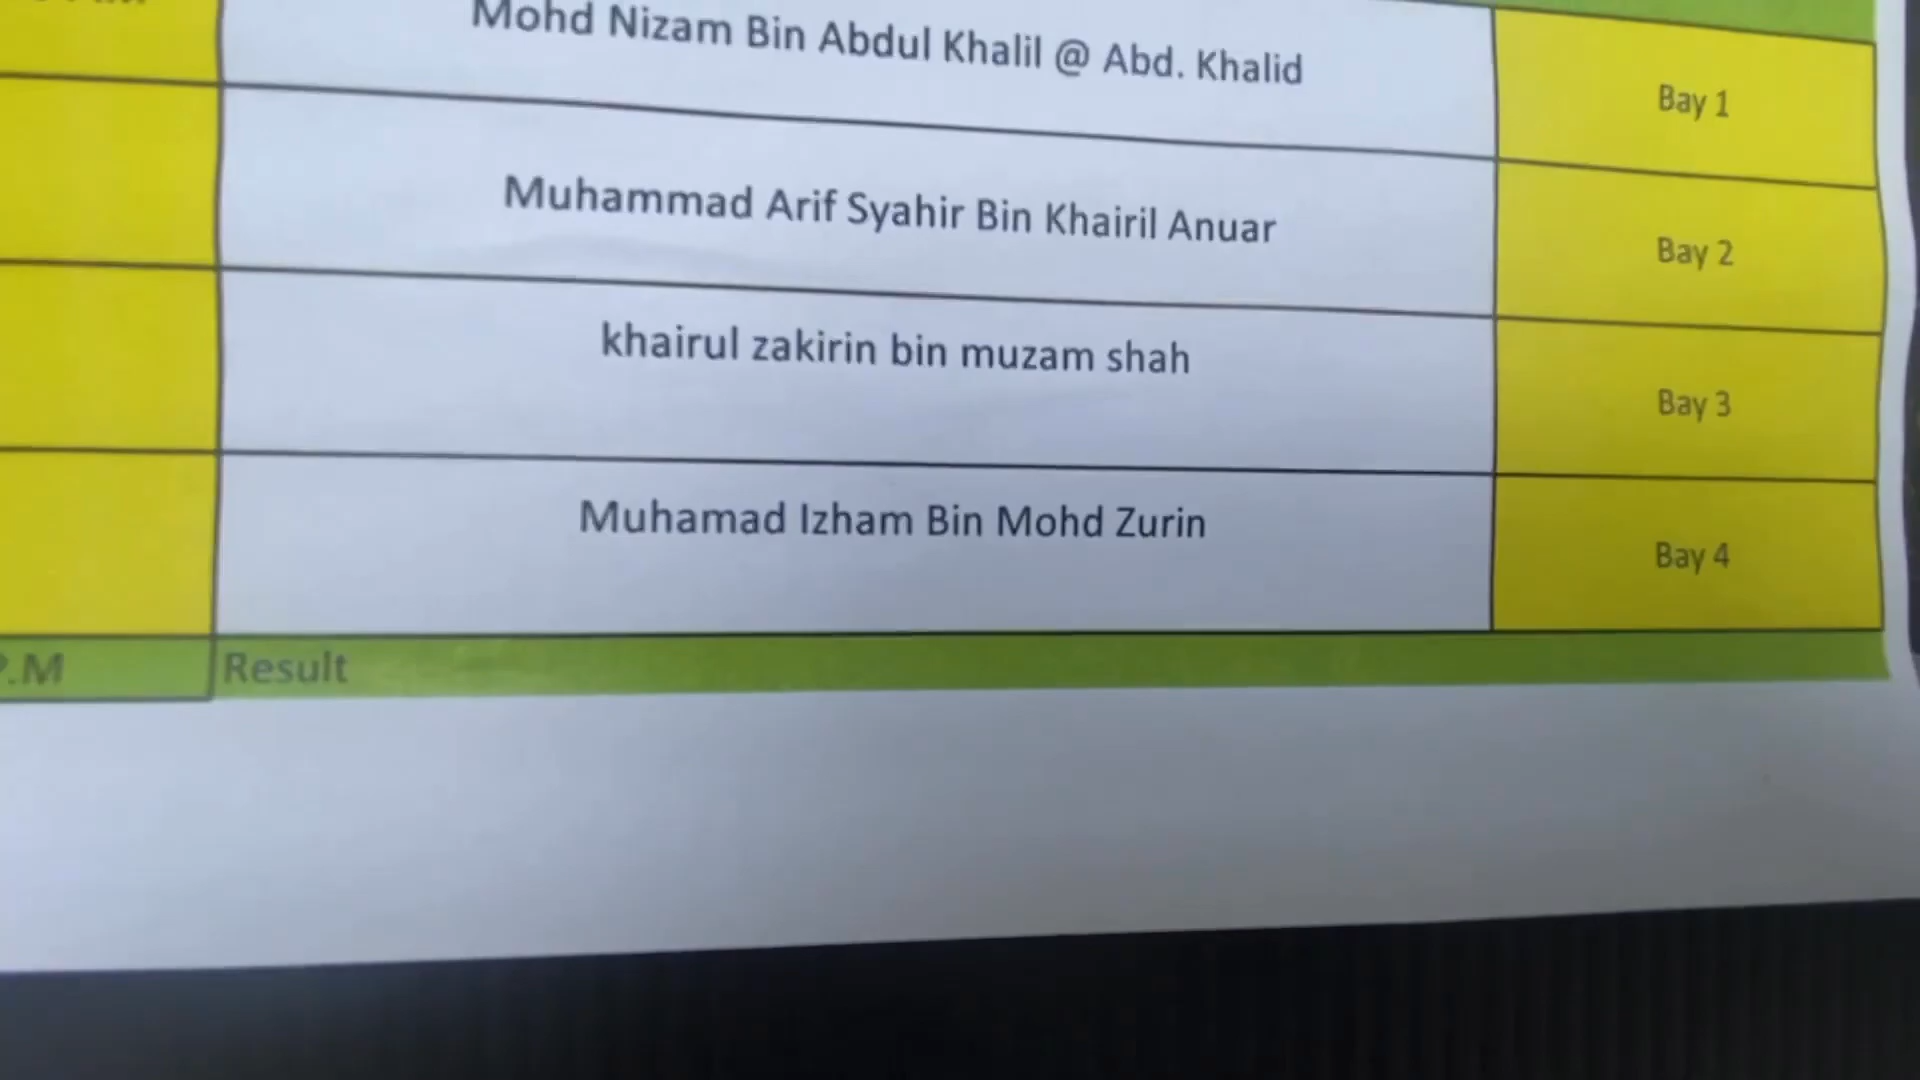 Mohd Nizam Bin Abdul Khalil @ Abd. Khalid
Bay 1
Muhammad Arif Syahir Bin Khairil Anuar
Bay 2
khairul zakirin bin muzam shah
Bay 3
Muhamad Izham Bin Mohd Zurin
Bay 4
P.M
Result